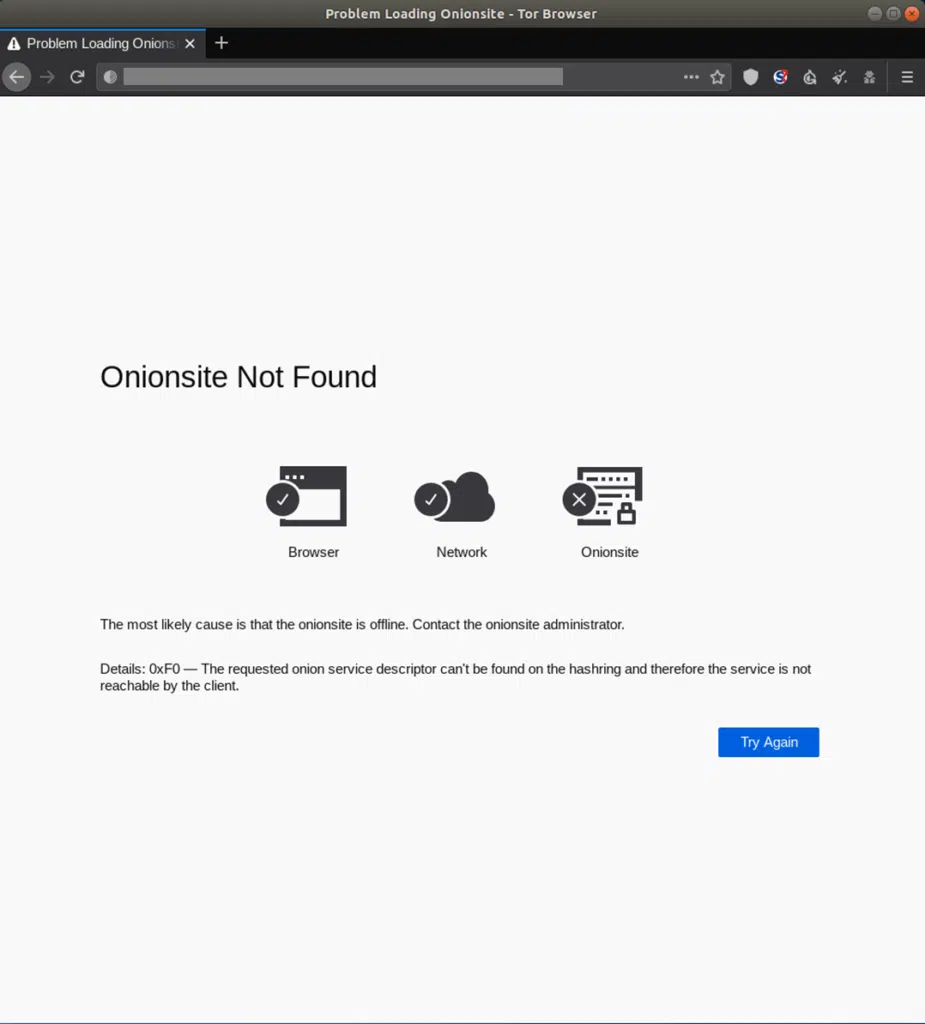 Problem Loading Onionsite - Tor Browser
Problem Loading Onions
Onionsite Not Found
Browser
Network
Onionsite
The most likely cause is that the onionsite is offline. Contact the onionsite administrator.
Details: 0xF0 — The requested onion service descriptor can't be found on the hashring and therefore the service is not
reachable by the client.
Try Again